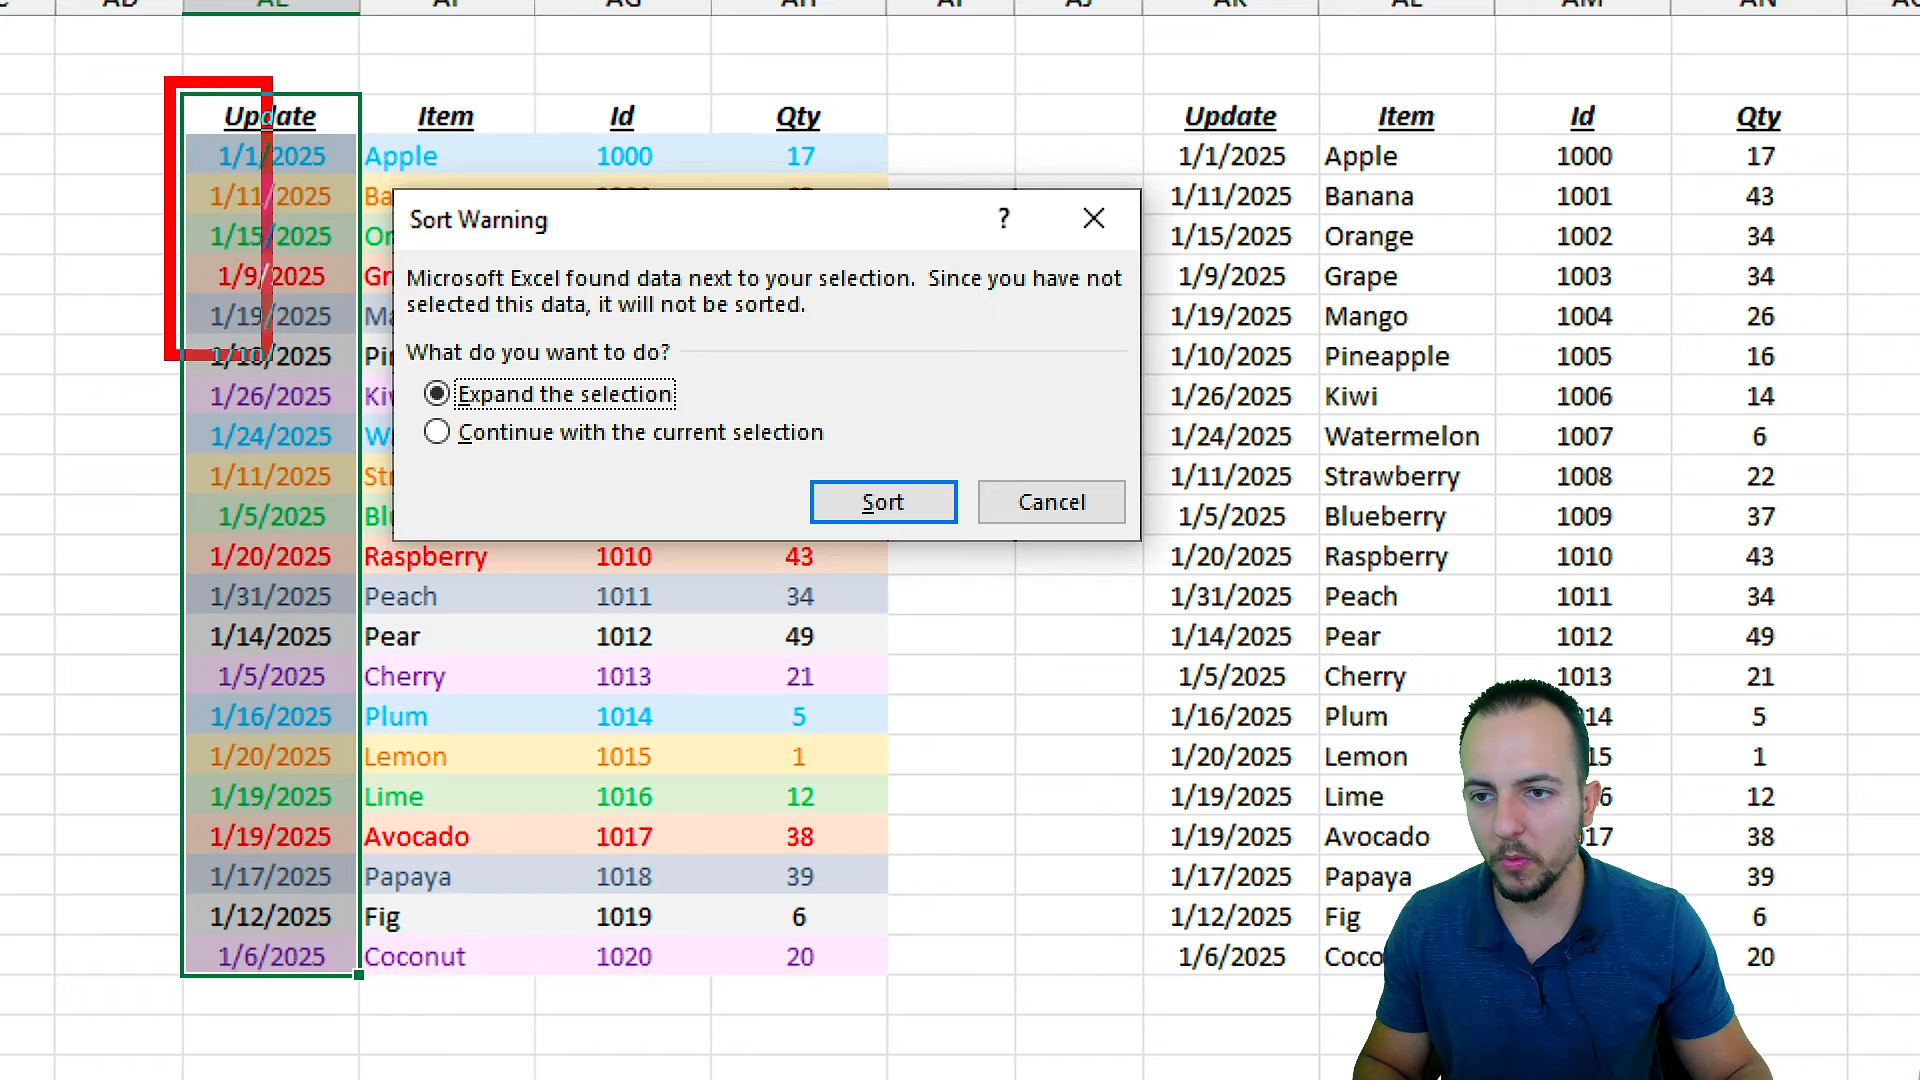 Update Item Id Qty Update Item Id Qty
1/1/2025 Apple 1000 17 1/1/2025 Apple 1000 17
1/11/2025 Ba 1/11/2025 Banana 1001 43
Sort Warning ?
1/15/2025 Or 1/15/2025 Orange 1002 34
1/9/2025 Gr 1/9/2025 Grape 1003 34
Microsoft Excel found data next to your selection. Since you have not
selected this data, it will not be sorted.
1/19/2025 Ma 1/19/2025 Mango 1004 26
What do you want to do?
1/10/2025 Pin 1/10/2025 Pineapple 1005 16
Expand the selection
1/26/2025 Kiw 1/26/2025 Kiwi 1006 14
Continue with the current selection
1/24/2025 W 1/24/2025 Watermelon 1007 6
1/11/2025 Str 1/11/2025 Strawberry 1008 22
Sort Cancel
1/5/2025 Bl 1/5/2025 Blueberry 1009 37
1/20/2025 Raspberry 1010 43 1/20/2025 Raspberry 1010 43
1/31/2025 Peach 1011 34 1/31/2025 Peach 1011 34
1/14/2025 Pear 1012 49 1/14/2025 Pear 1012 49
1/5/2025 Cherry 1013 21 1/5/2025 Cherry 1013 21
1/16/2025 Plum 1014 5 1/16/2025 Plum 14 5
1/20/2025 Lemon 1015 1 1/20/2025 Lemon 15 1
1/19/2025 Lime 1016 12 1/19/2025 Lime 6 12
1/19/2025 Avocado 1017 38 1/19/2025 Avocado 17 38
1/17/2025 Papaya 1018 39 1/17/2025 Papaya 39
1/12/2025 Fig 1019 6 1/12/2025 Fig 6
1/6/2025 Coconut 1020 20 1/6/2025 Coco 20